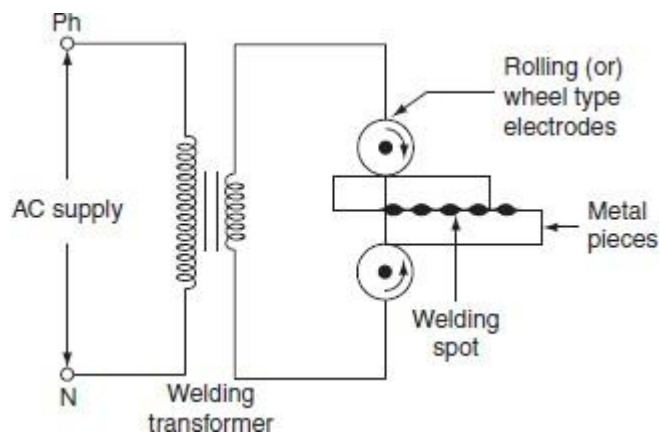 Ph
Rolling (or)
wheel type
electrodes
AC supply
Metal
pieces
Welding
spot
N
Welding
transformer